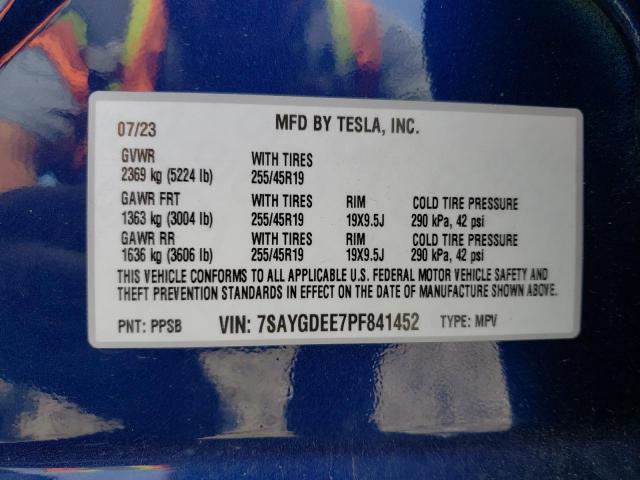 07/23 MFD BY TESLA, INC.
GVWR WITH TIRES
2369 kg (5224 lb) 255/45R19
GAWR FRT WITH TIRES RIM COLD TIRE PRESSURE
1363 kg (3004 lb) 255/45R19 19X9.5J 290 kPa, 42 psi
GAWR RR WITH TIRES RIM COLD TIRE PRESSURE
1636 kg (3606 lb) 255/45R19 19X9.5J 290 kPa, 42 psi
THIS VEHICLE CONFORMS TO ALL APPLICABLE U.S. FEDERAL MOTOR VEHICLE SAFETY AND
THEFT PREVENTION STANDARDS IN EFFECT ON THE DATE OF MANUFACTURE SHOWN ABOVE.
PNT: PPSB VIN: 7SAYGDEE7PF841452 TYPE: MPV